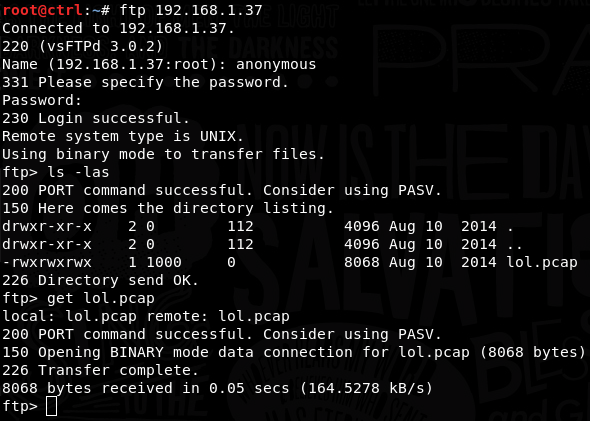 root@ctrl:~# ftp 192.168.1.37
Connected to 192.168.1.37.
220 (vsFTPd 3.0.2)
Name (192.168.1.37:root): anonymous
331 Please specify the password.
Password:
230 Login successful.
Remote system type is UNIX.
Using binary mode to transfer files.
ftp> ls -las
200 PORT command successful. Consider using PASV.
150 Here comes the directory listing.
drwxr-xr-x    2 0        112          4096 Aug 10  2014 .
drwxr-xr-x    2 0        112          4096 Aug 10  2014 ..
-rwxrwxrwx    1 1000     0            8068 Aug 10  2014 lol.pcap
226 Directory send OK.
ftp> get lol.pcap
local: lol.pcap remote: lol.pcap
200 PORT command successful. Consider using PASV.
150 Opening BINARY mode data connection for lol.pcap (8068 bytes)
226 Transfer complete.
8068 bytes received in 0.05 secs (164.5278 kB/s)
ftp>